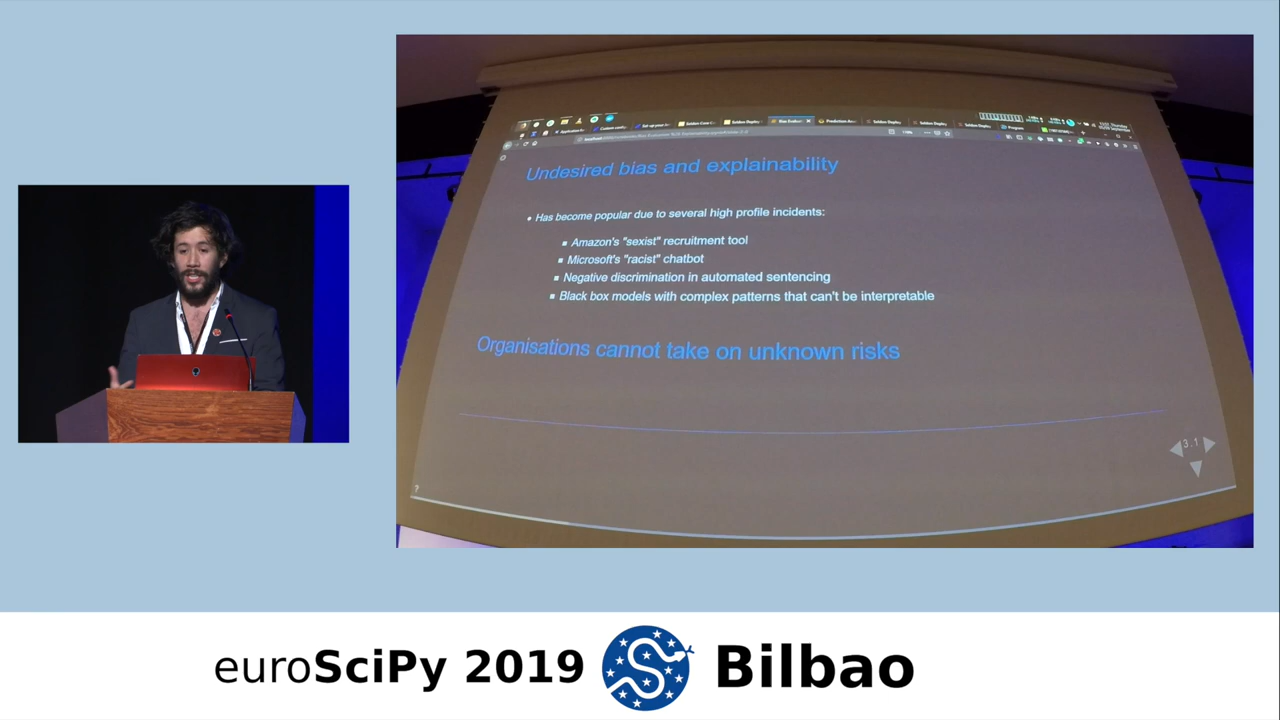 Undesired bias and explainability
• Has become popular due to several high profile incidents:
▪ Amazon's "sexist" recruitment tool
▪ Microsoft's "racist" chatbot
▪ Negative discrimination in automated sentencing
▪ Black box models with complex patterns that can't be interpretable
Organisations cannot take on unknown risks
3.1
?
euroSciPy 2019 Bilbao